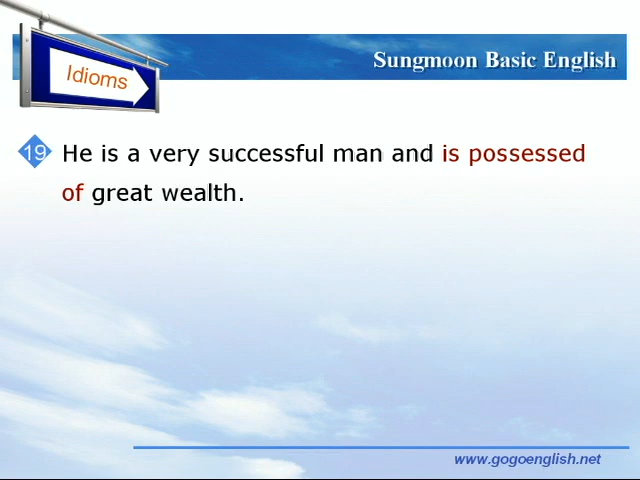 Idioms
Sungmoon Basic English
19 He is a very successful man and is possessed
of great wealth.
www.gogoenglish.net